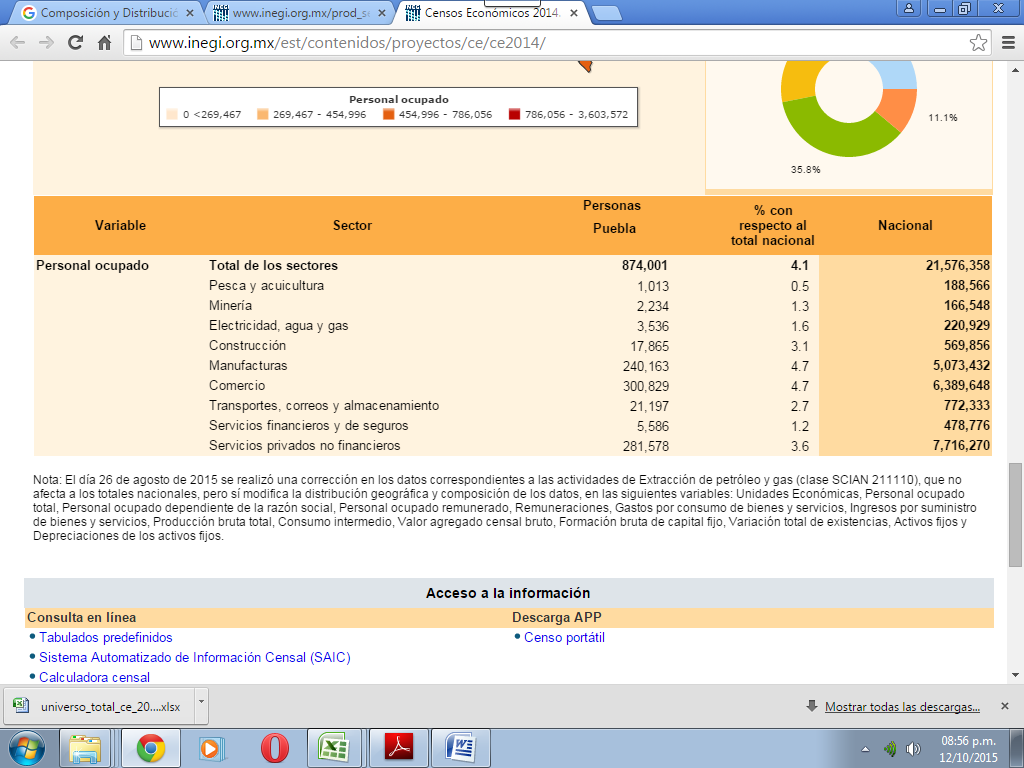 Composición y Distribució
www.inegi.org.mx/prod_se
Censos Económicos 2014.
www.inegi.org.mx/est/contenidos/proyectos/ce/ce2014/
Personal ocupado
0 <269,467 269,467 - 454,996 454,996 - 786,056 786,056 - 3,603,572
11.1%
35.8%
Variable Sector Personas Puebla % con respecto al total nacional Nacional
Personal ocupado Total de los sectores 874,001 4.1 21,576,358
Pesca y acuicultura 1,013 0.5 188,566
Minería 2,234 1.3 166,548
Electricidad, agua y gas 3,536 1.6 220,929
Construcción 17,865 3.1 569,856
Manufacturas 240,163 4.7 5,073,432
Comercio 300,829 4.7 6,389,648
Transportes, correos y almacenamiento 21,197 2.7 772,333
Servicios financieros y de seguros 5,586 1.2 478,776
Servicios privados no financieros 281,578 3.6 7,716,270
Nota: El día 26 de agosto de 2015 se realizó una corrección en los datos correspondientes a las actividades de Extracción de petróleo y gas (clase SCIAN 211110), que no
afecta a los totales nacionales, pero sí modifica la distribución geográfica y composición de los datos, en las siguientes variables: Unidades Económicas, Personal ocupado
total, Personal ocupado dependiente de la razón social, Personal ocupado remunerado, Remuneraciones, Gastos por consumo de bienes y servicios, Ingresos por suministro
de bienes y servicios, Producción bruta total, Consumo intermedio, Valor agregado censal bruto, Formación bruta de capital fijo, Variación total de existencias, Activos fijos y
Depreciaciones de los activos fijos.
Acceso a la información
Consulta en línea Descarga APP
Tabulados predefinidos Censo portátil
Sistema Automatizado de Información Censal (SAIC)
Calculadora censal
universo_total_ce_20....xlsx Mostrar todas las descargas...
08:56 p.m.
12/10/2015